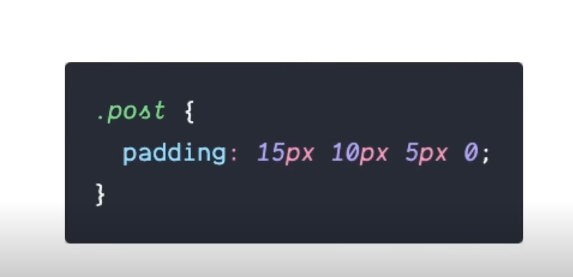 .post {
padding: 15px 10px 5px 0;
}